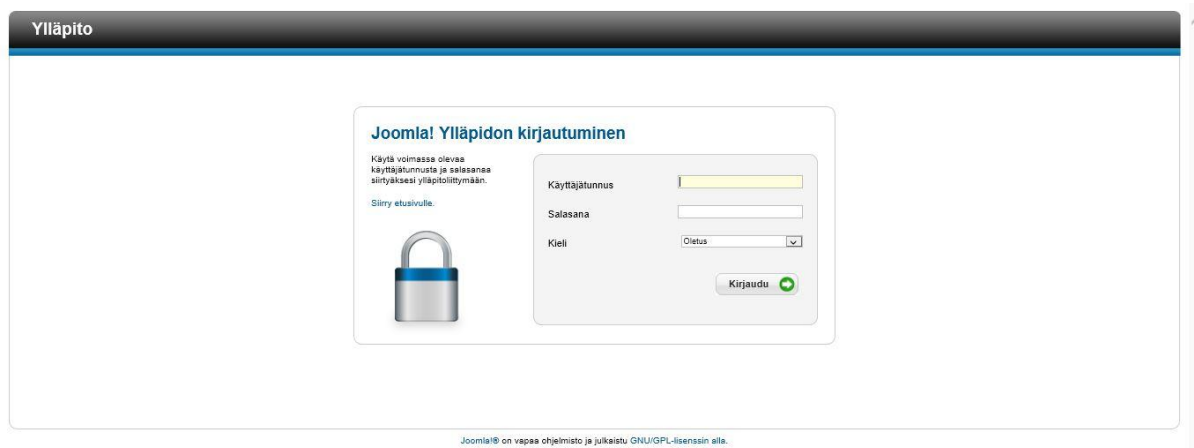 Ylläpito
Joomla! Ylläpidon kirjautuminen
Käytä voimassa olevaa
käyttäjätunnusta ja salasanaa
siirtyäksesi ylläpitoliittymään.
Siirry etusivulle.
Käyttäjätunnus
Salasana
Kieli
Oletus
Kirjaudu
Joomla!® on vapaa ohjelmisto ja julkaistu GNU/GPL-lisenssin alla.